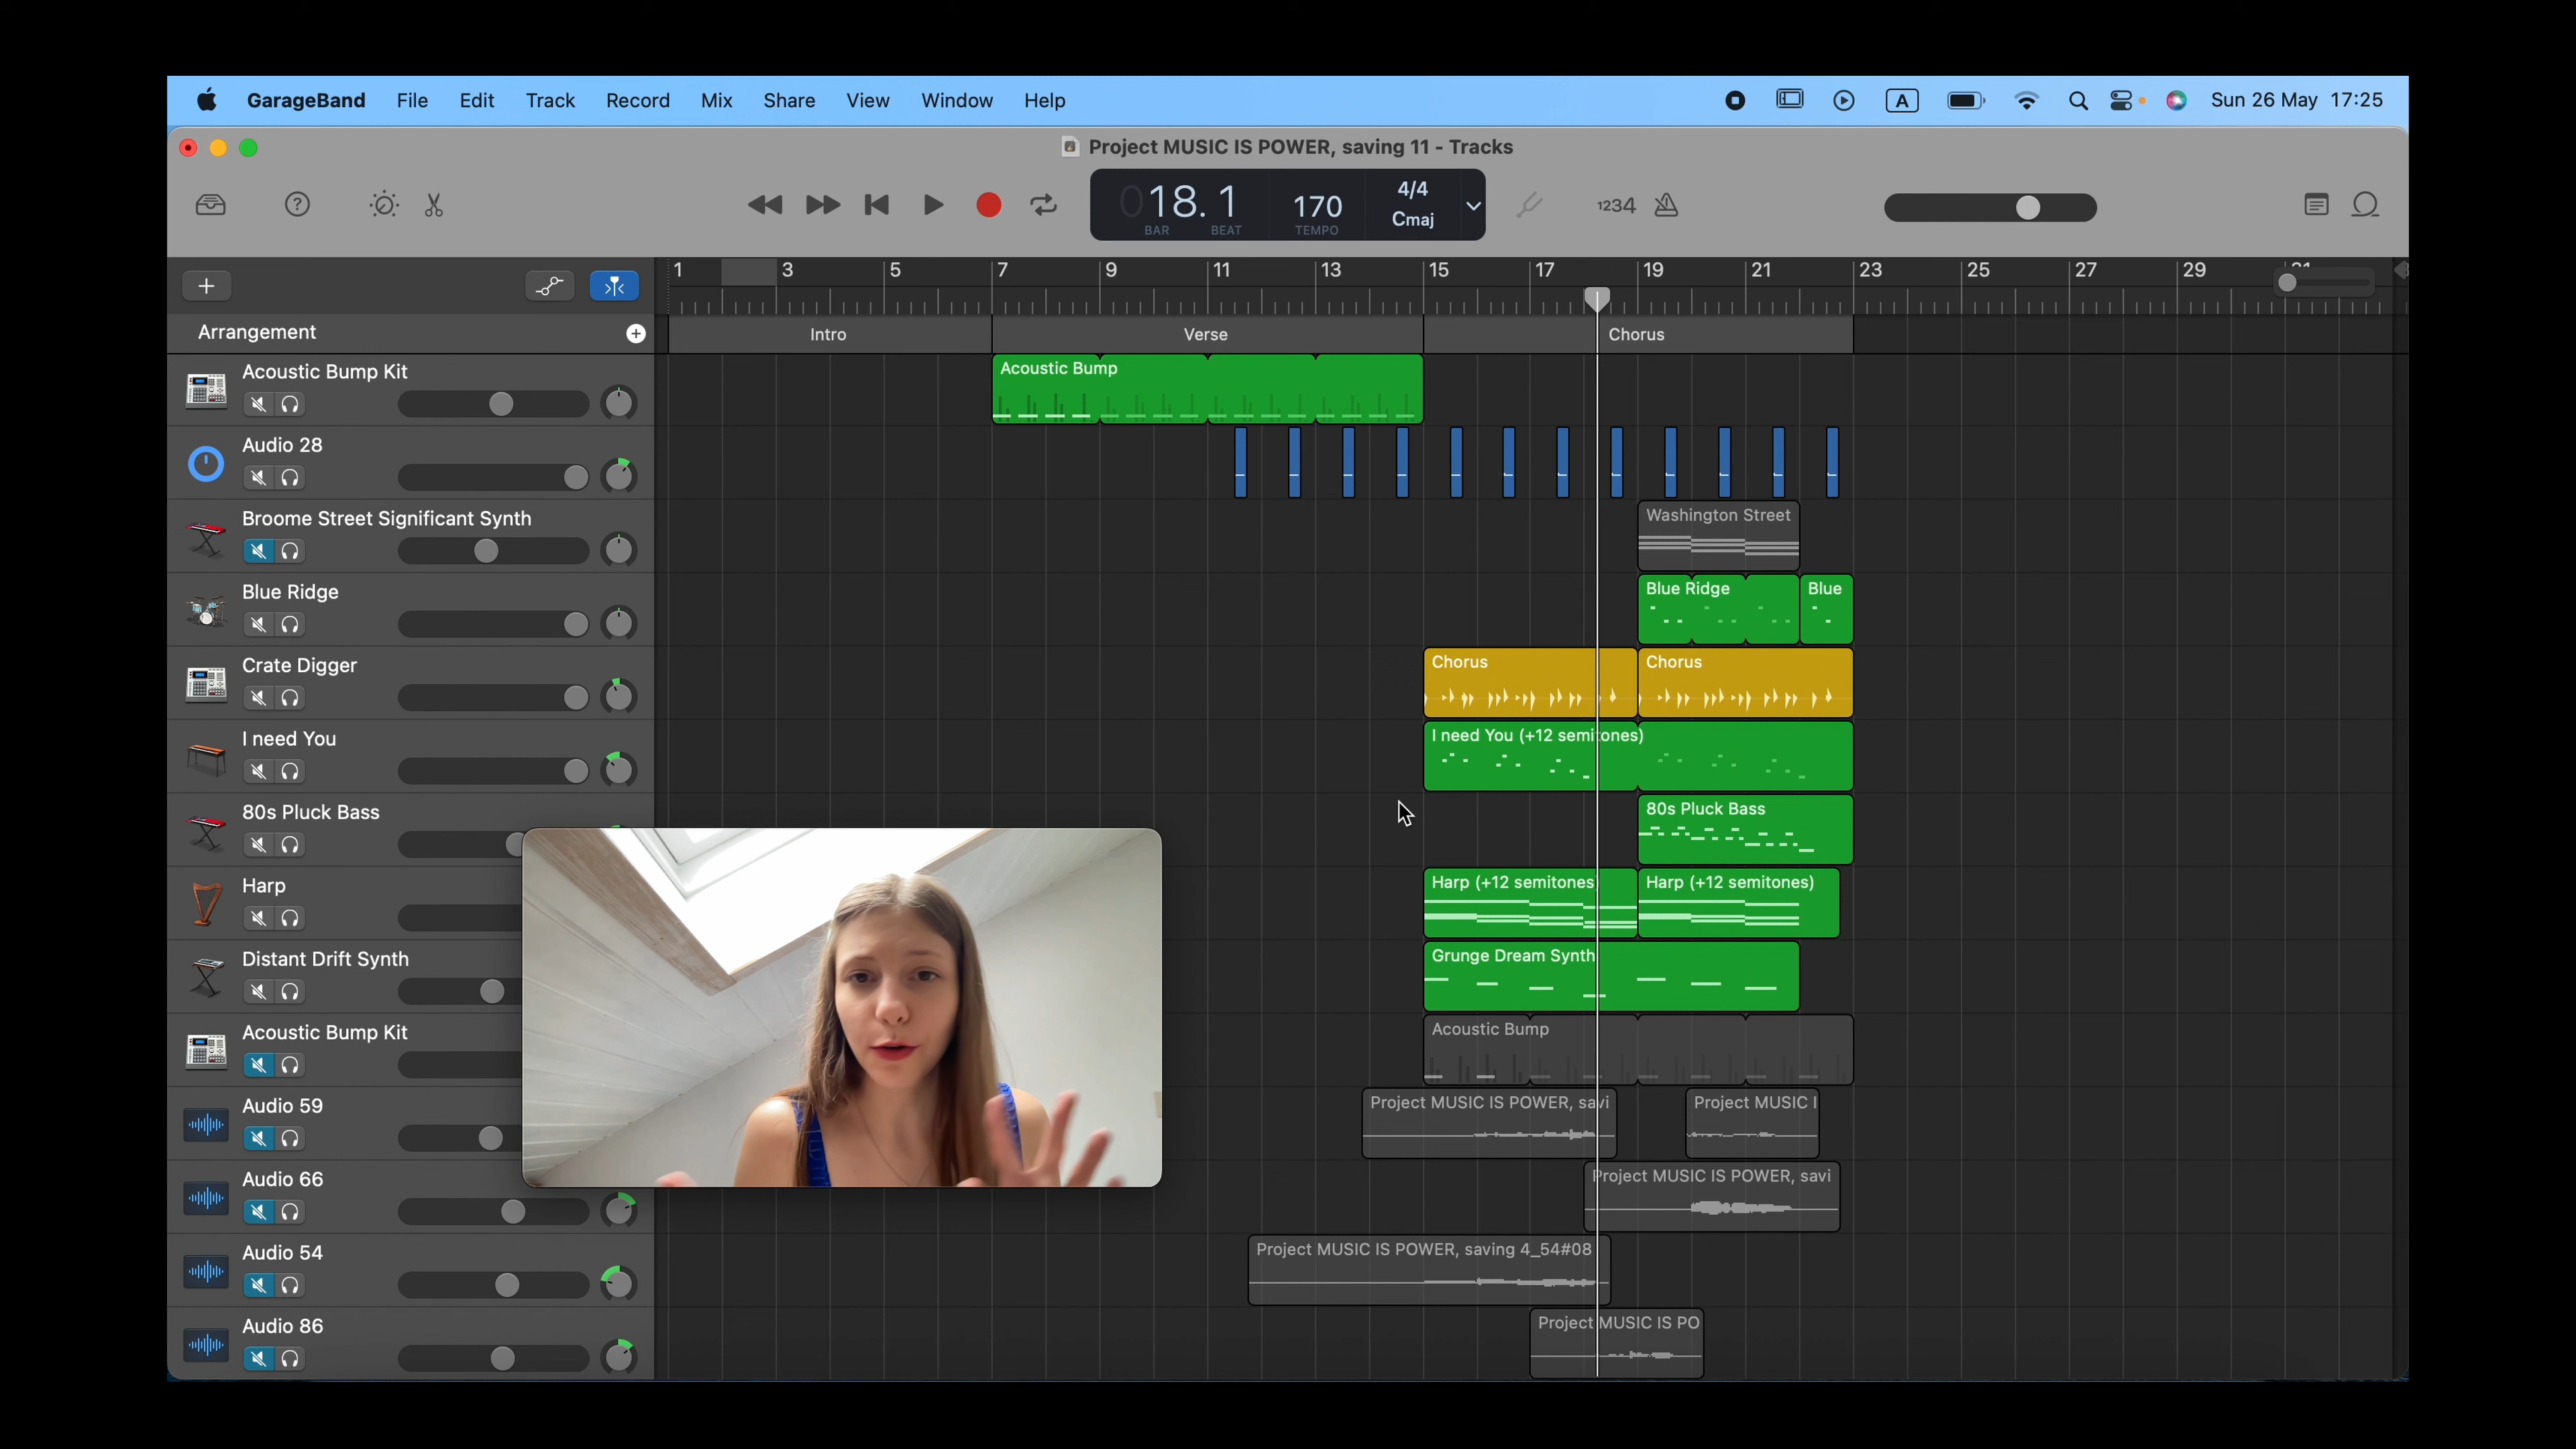 GarageBand File Edit Track Record Mix Share View Window Help A Sun 26 May 17:25
Project MUSIC IS POWER, saving 11 - Tracks
018. 1 170 4/4
Cmaj
BAR BEAT TEMPO
1234
1 3 5 7 9 11 13 15 17 19 21 23 25 27 29
Arrangement Intro Verse Chorus
Acoustic Bump Kit
Acoustic Bump
Audio 28
Broome Street Significant Synth
Washington Street
Blue Ridge
Blue Ridge Blue
Crate Digger
Chorus Chorus
I need You
I need You (+12 semitones)
80s Pluck Bass
80s Pluck Bass
Harp
Harp (+12 semitones Harp (+12 semitones)
Distant Drift Synth
Grunge Dream Synth
Acoustic Bump Kit
Acoustic Bump
Audio 59
Project MUSIC IS POWER, savi Project MUSIC I
Audio 66
Project MUSIC IS POWER, savi
Audio 54
Project MUSIC IS POWER, saving 4_54#08
Audio 86
Project MUSIC IS PO